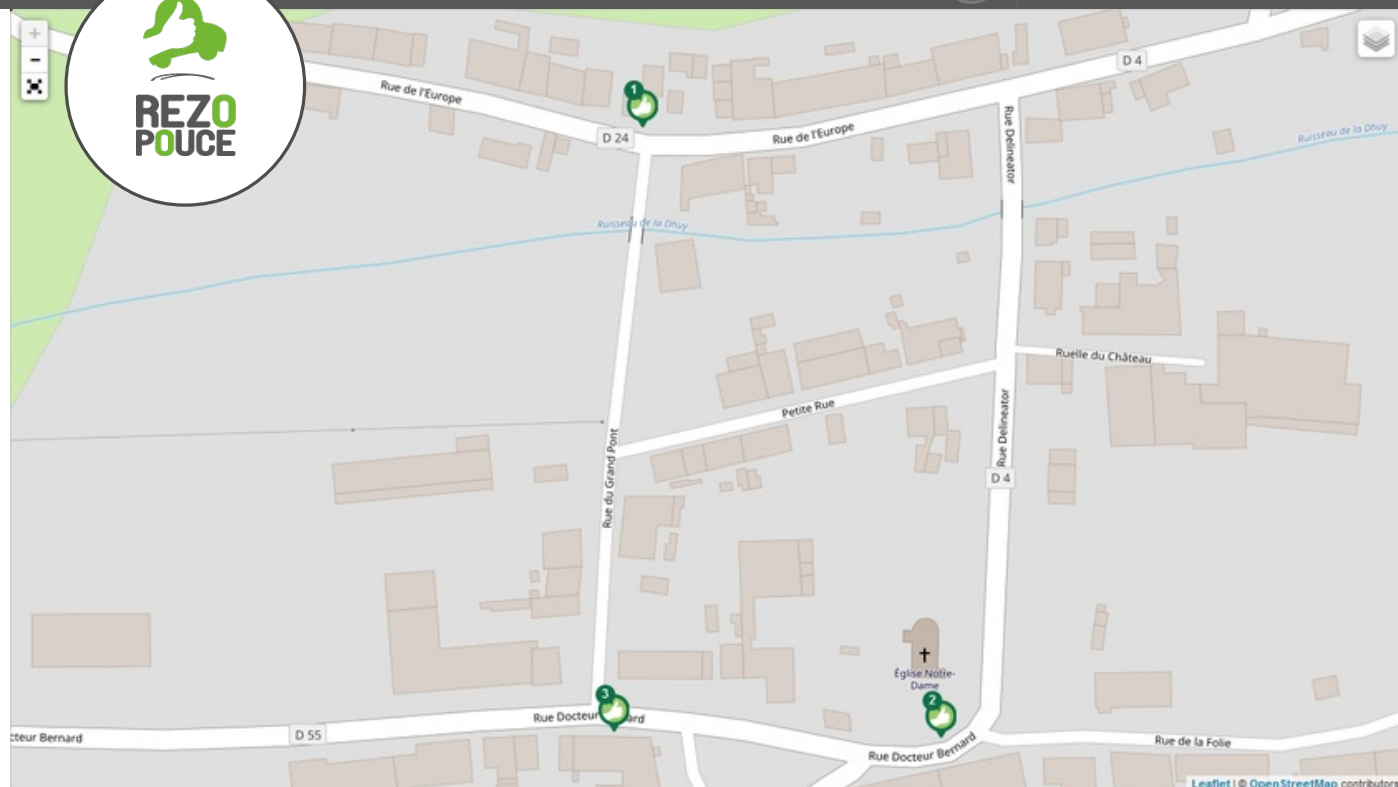 +
-
REZO
POUCE
Rue de l'Europe
D 4
1
D 24
Rue de l'Europe
Rue Delineator
Ruisseau de la Dhuy
Ruisseau de la Dhuy
Ruelle du Château
Petite Rue
Rue Delineator
Rue du Grand Pont
D 4
Église Notre-
Dame
3
2
Rue Docteur
ard
D 55
cteur Bernard
Rue Docteur Bernard
Rue de la Folie
Leaflet | © OpenStreetMap contributors